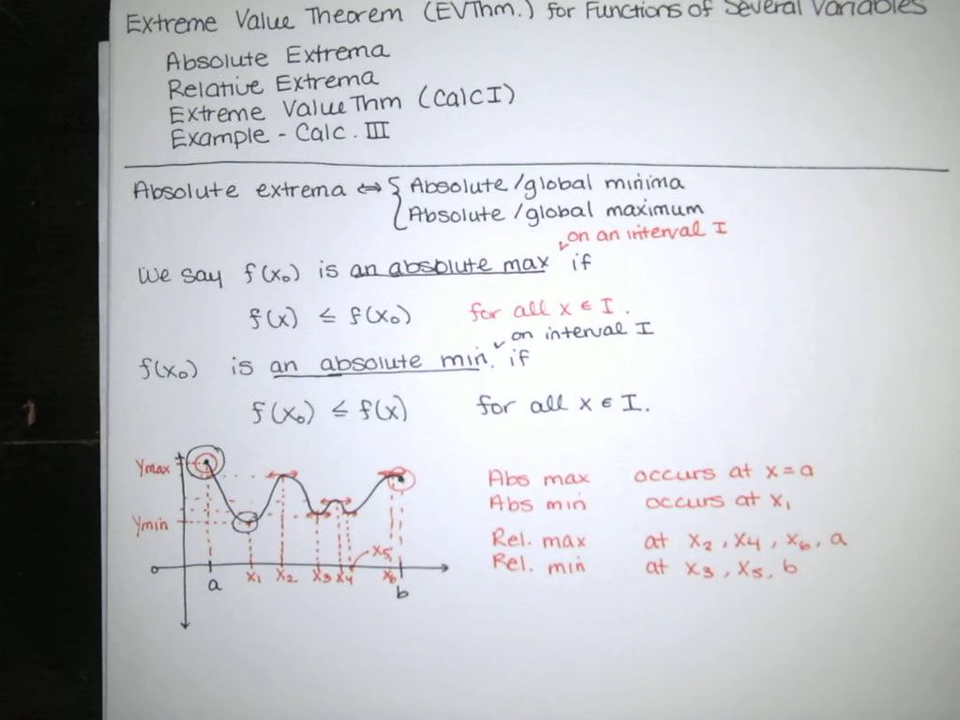 Extreme Value Theorem (EVThm.) for Functions of Several Variables
Absolute Extrema
Relative Extrema
Extreme Value Thm (Calc I)
Example - Calc. III
Absolute extrema ⇔ { Absolute/global minima
Absolute/global maximum
on an interval I
We say f(x₀) is an absolute max if
f(x) ≤ f(x₀) for all x ∈ I.
on interval I
f(x₀) is an absolute min. if
f(x₀) ≤ f(x) for all x ∈ I.
Ymax
Ymin
Abs max occurs at x=a
Abs min occurs at x₁
Rel. max at x₂, x₄, x₆, a
Rel. min at x₃, x₅, b
x₅
o
a x₁ x₂ x₃ x₄ x₆ b